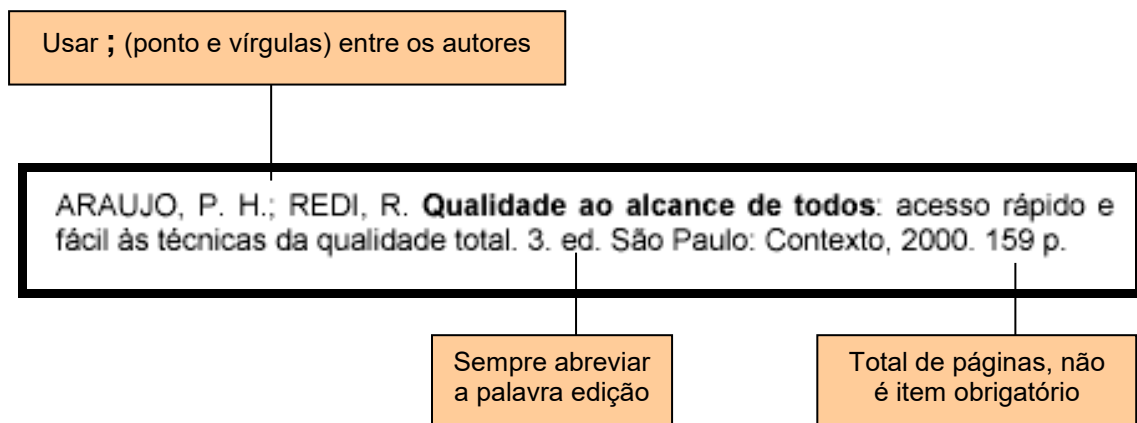 Usar ; (ponto e vírgulas) entre os autores
ARAUJO, P. H.; REDI, R. Qualidade ao alcance de todos: acesso rápido e
fácil às técnicas da qualidade total. 3. ed. São Paulo: Contexto, 2000. 159 p.
Sempre abreviar
a palavra edição
Total de páginas, não
é item obrigatório